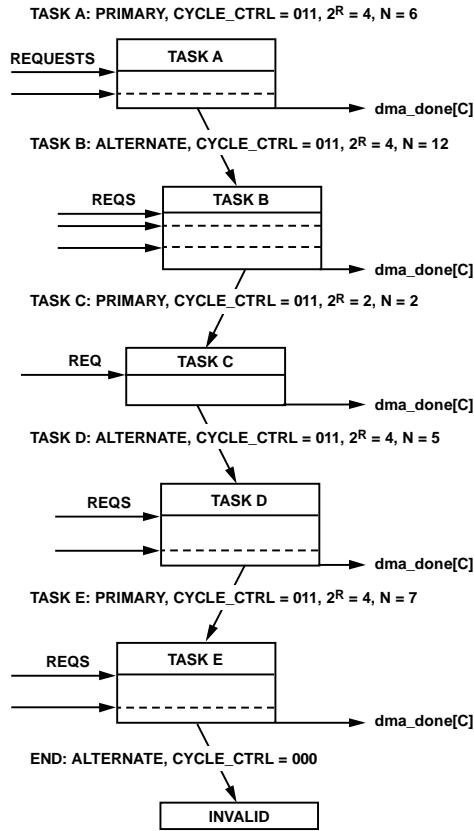 TASK A: PRIMARY, CYCLE_CTRL = 011, 2ᴿ = 4, N = 6
REQUESTS
TASK A
dma_done[C]
TASK B: ALTERNATE, CYCLE_CTRL = 011, 2ᴿ = 4, N = 12
REQS
TASK B
dma_done[C]
TASK C: PRIMARY, CYCLE_CTRL = 011, 2ᴿ = 2, N = 2
REQ
TASK C
dma_done[C]
TASK D: ALTERNATE, CYCLE_CTRL = 011, 2ᴿ = 4, N = 5
REQS
TASK D
dma_done[C]
TASK E: PRIMARY, CYCLE_CTRL = 011, 2ᴿ = 4, N = 7
REQS
TASK E
dma_done[C]
END: ALTERNATE, CYCLE_CTRL = 000
INVALID